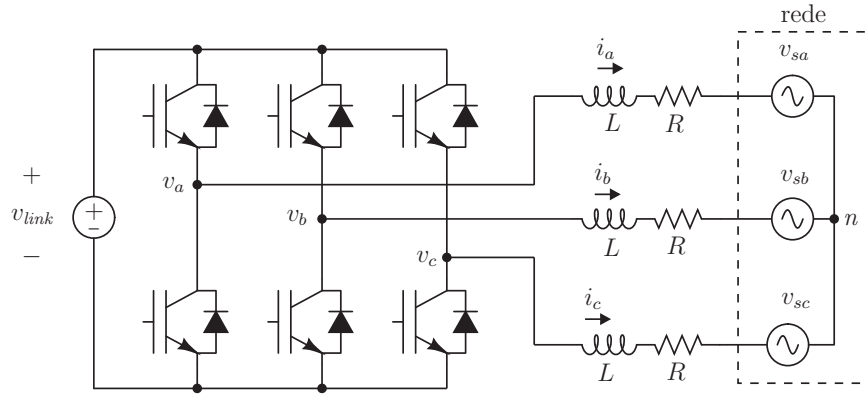 rede
i_a
v_sa
L
R
v_a
+
v_link
−
+
−
i_b
v_sb
v_b
L
R
n
v_c
i_c
v_sc
L
R